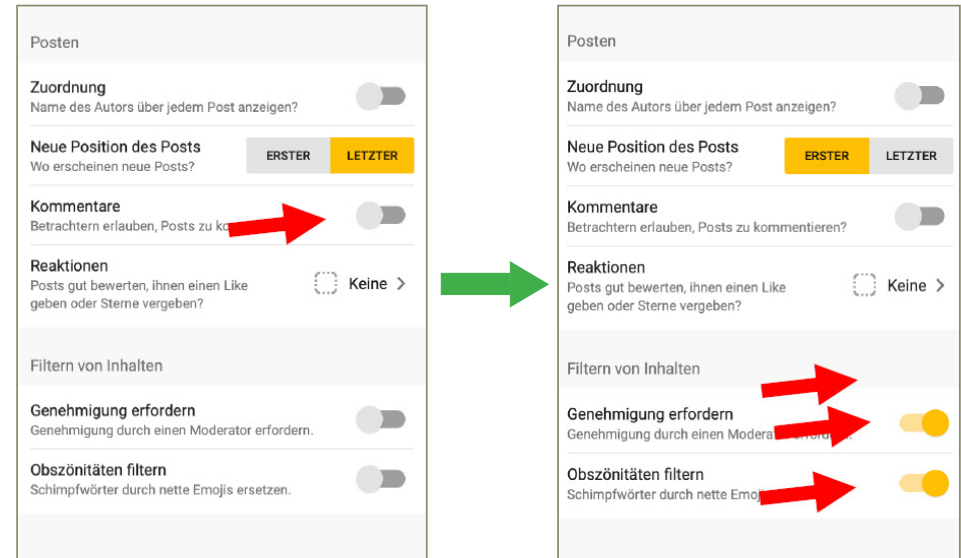 Posten
Zuordnung
Name des Autors über jedem Post anzeigen?
Neue Position des Posts
Wo erscheinen neue Posts?
ERSTER LETZTER
Kommentare
Betrachtern erlauben, Posts zu
Reaktionen
Posts gut bewerten, ihnen einen Like
geben oder Sterne vergeben?
Keine
Filtern von Inhalten
Genehmigung erfordern
Genehmigung durch einen Moderator erfordern.
Obszönitäten filtern
Schimpfwörter durch nette Emojis ersetzen.
Posten
Zuordnung
Name des Autors über jedem Post anzeigen?
Neue Position des Posts
Wo erscheinen neue Posts?
ERSTER LETZTER
Kommentare
Betrachtern erlauben, Posts zu kommentieren?
Reaktionen
Posts gut bewerten, ihnen einen Like
geben oder Sterne vergeben?
Keine
Filtern von Inhalten
Genehmigung erfordern
Genehmigung durch einen
Obszönitäten filtern
Schimpfwörter durch nette